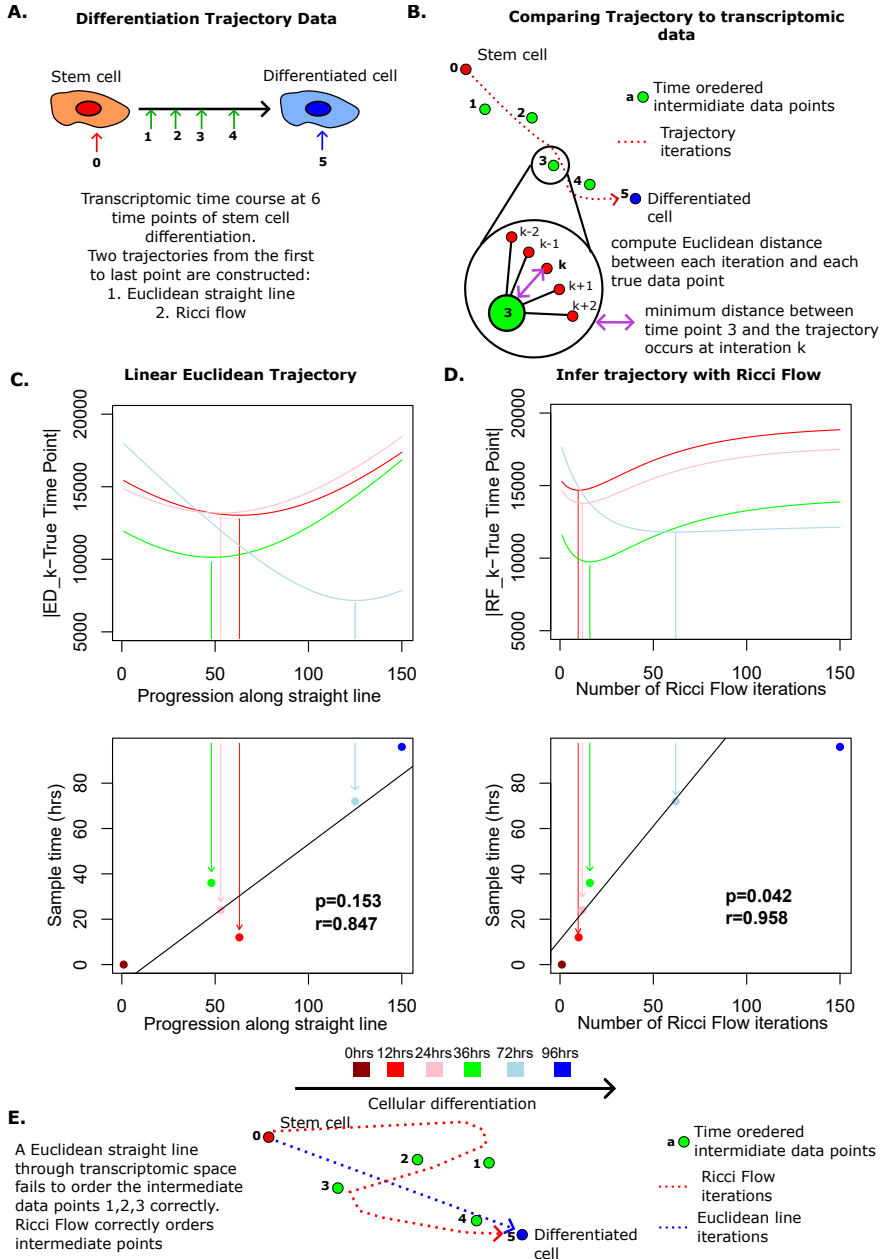 A.
Differentiation Trajectory Data
Stem cell
Differentiated cell
0
1
2
3
4
5
Transcriptomic time course at 6
time points of stem cell
differentiation.
Two trajectories from the first
to last point are constructed:
1. Euclidean straight line
2. Ricci flow
B.
Comparing Trajectory to transcriptomic
data
Stem cell
0
1
2
3
4
5
Differentiated
cell
a
Time oredered
intermidiate data points
Trajectory
iterations
k-2
k-1
k
k+1
k+2
3
compute Euclidean distance
between each iteration and each
true data point
minimum distance between
time point 3 and the trajectory
occurs at interation k
C.
Linear Euclidean Trajectory
|ED_k−True Time Point|
20000
15000
10000
5000
0 50 100 150
Progression along straight line
Sample time (hrs)
80
60
40
20
0
p=0.153
r=0.847
0 50 100 150
Progression along straight line
D.
Infer trajectory with Ricci Flow
|RF_k−True Time Point|
20000
15000
10000
5000
0 50 100 150
Number of Ricci Flow iterations
Sample time (hrs)
80
60
40
20
0
p=0.042
r=0.958
0 50 100 150
Number of Ricci Flow iterations
0hrs 12hrs 24hrs 36hrs 72hrs 96hrs
Cellular differentiation
E.
A Euclidean straight line
through transcriptomic space
fails to order the intermediate
data points 1,2,3 correctly.
Ricci Flow correctly orders
intermediate points
Stem cell
0
2
1
3
4
5
Differentiated
cell
a
Time oredered
intermidiate data points
Ricci Flow
iterations
Euclidean line
iterations